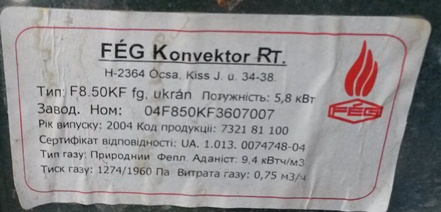 FÉG Konvektor RT.
H-2364 Ócsa, Kiss J. u. 34-38.
Тип: F8.50KF fg, ukrán Потужність: 5,8 кВт
Завод. Ном: 04F850KF3607007
Рік випуску: 2004 Код продукції: 7321 81 100
Сертифікат відповідності: UA 1.013. 0074748-04
Тип газу: Природнии Фепл. Аданіст: 9,4 кВтч/м3
Тиск газу: 1274/1960 Па Витрата газу: 0,75 м3/ч
FÉG